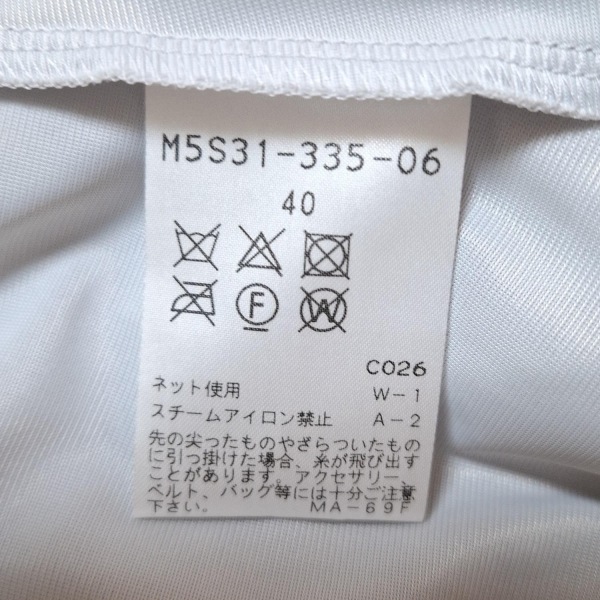 M5S31-335-06
40
F
W
C026
ネット使用 W-1
スチームアイロン禁止 A-2
先の尖ったものやざらついたもの
に引っ掛けた場合、糸が飛び出す
ことがあります。アクセサリー、
ベルト、バッグ等には十分ご注意
下さい。 MA-69F